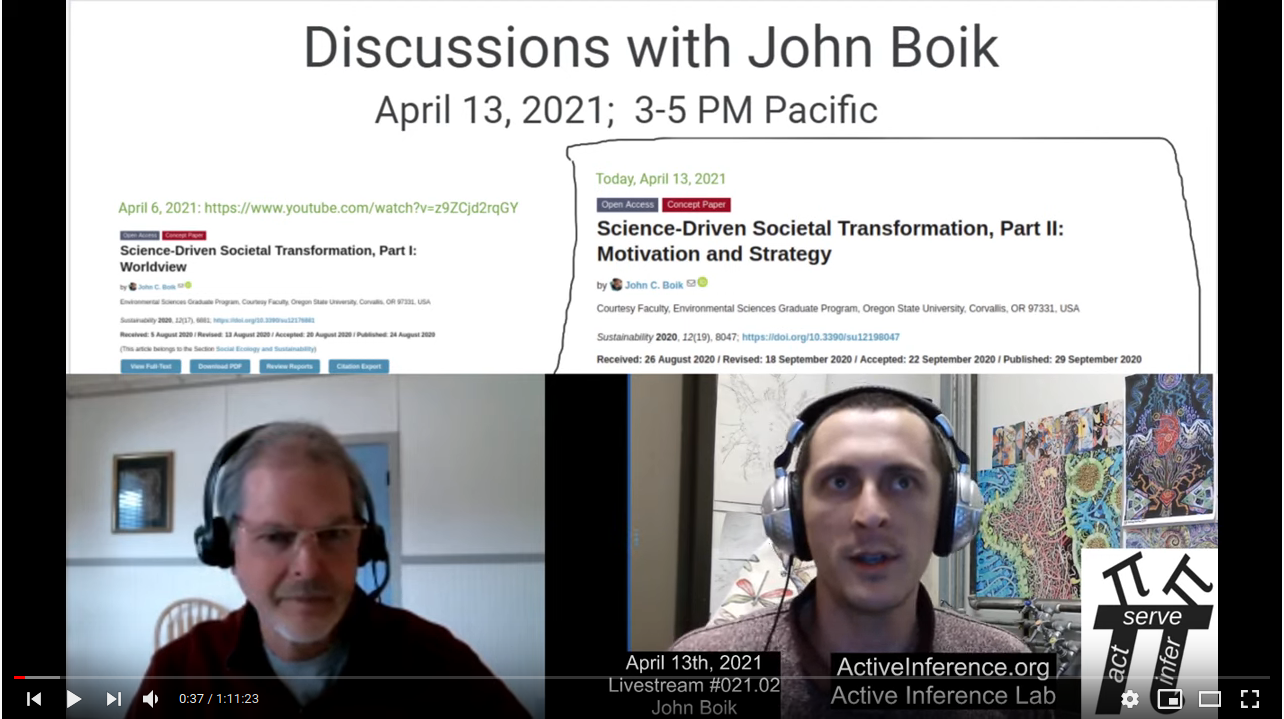 Discussions with John Boik
April 13, 2021;  3-5 PM Pacific
April 6, 2021: https://www.youtube.com/watch?v=z9ZCjd2rqGY
Open Access Concept Paper
Science-Driven Societal Transformation, Part I:
Worldview
by John C. Boik
Environmental Sciences Graduate Program, Courtesy Faculty, Oregon State University, Corvallis, OR 97331, USA
Sustainability 2020, 12(17), 6881; https://doi.org/10.3390/su12176881
Received: 5 August 2020 / Revised: 13 August 2020 / Accepted: 20 August 2020 / Published: 24 August 2020
(This article belongs to the Section Social Ecology and Sustainability)
View Full-Text Download PDF Review Reports Citation Export
Today, April 13, 2021
Open Access Concept Paper
Science-Driven Societal Transformation, Part II:
Motivation and Strategy
by John C. Boik
Courtesy Faculty, Environmental Sciences Graduate Program, Oregon State University, Corvallis, OR 97331, USA
Sustainability 2020, 12(19), 8047; https://doi.org/10.3390/su12198047
Received: 26 August 2020 / Revised: 18 September 2020 / Accepted: 22 September 2020 / Published: 29 September 2020
serve
act
infer
April 13th, 2021
Livestream #021.02
John Boik
ActiveInference.org
Active Inference Lab
0:37 / 1:11:23